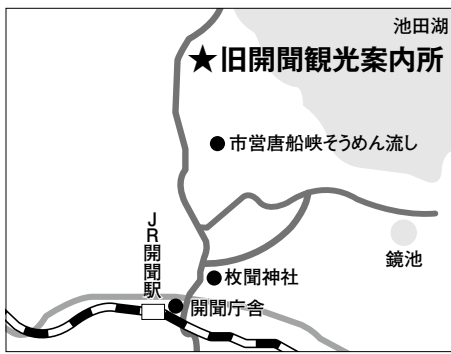 池田湖
★旧開聞観光案内所
●市営唐船峡そうめん流し
JR開聞駅
鏡池
●枚聞神社
●開聞庁舎